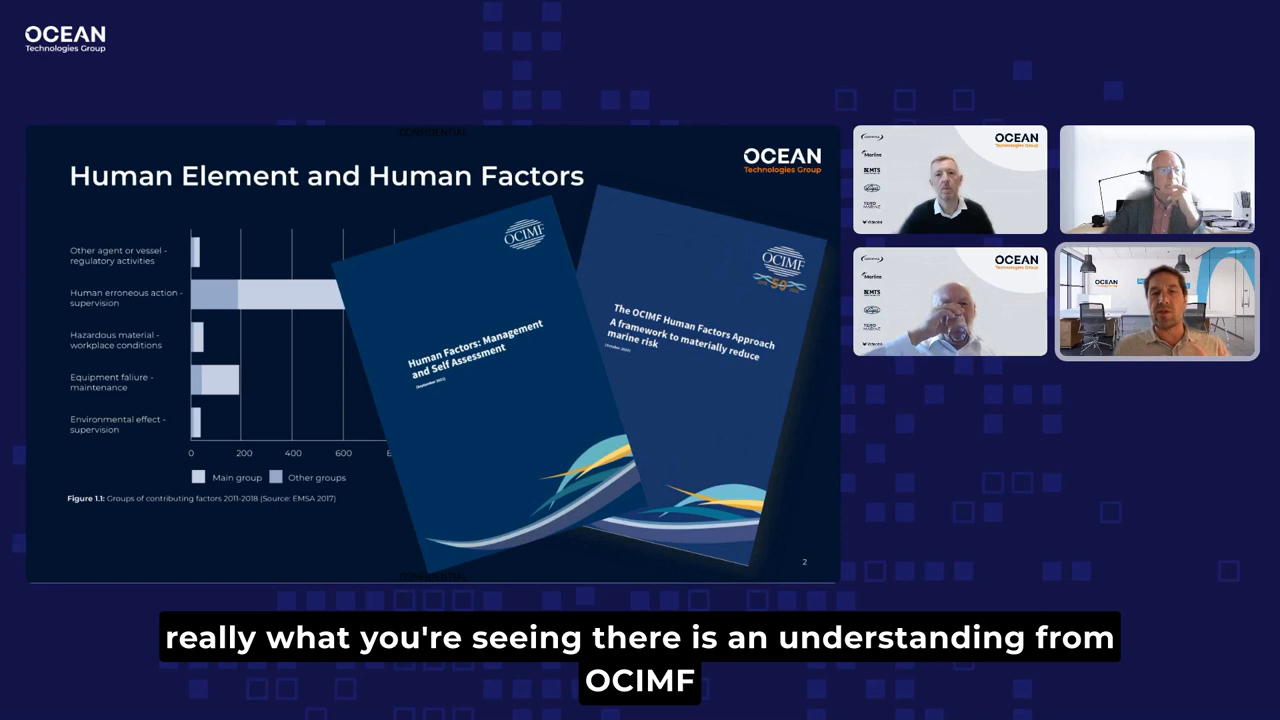 OCEAN
Technologies Group
CONFIDENTIAL
Human Element and Human Factors
OCEAN
Technologies Group
Other agent or vessel -
regulatory activities
Human erroneous action -
supervision
Hazardous material -
workplace conditions
Equipment faliure -
maintenance
Environmental effect -
supervision
0 200 400 600
Main group Other groups
Figure 1.1: Groups of contributing factors 2011-2018 (Source: EMSA 2017)
OCIMF
Human Factors: Management
and Self Assessment
OCIMF
50
The OCIMF Human Factors Approach
A framework to materially reduce
marine risk
2
CONFIDENTIAL
OCEAN
Technologies Group
OCEAN
Technologies Group
MTS
OCEAN
MTS
really what you're seeing there is an understanding from
OCIMF